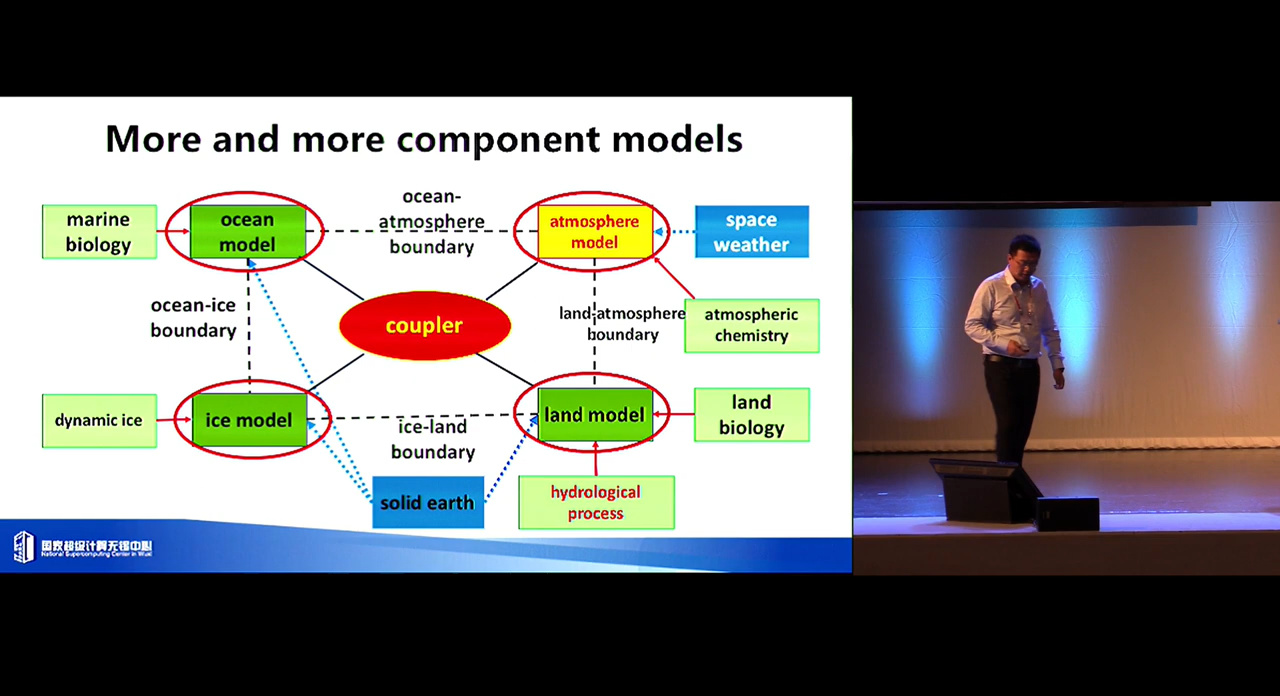 More and more component models
marine
biology
ocean
model
ocean-
atmosphere
boundary
atmosphere
model
space
weather
ocean-ice
boundary
coupler
land-atmosphere
boundary
atmospheric
chemistry
dynamic ice
ice model
ice-land
boundary
land model
land
biology
solid earth
hydrological
process
国家超级计算无锡中心
National Supercomputing Center in Wuxi